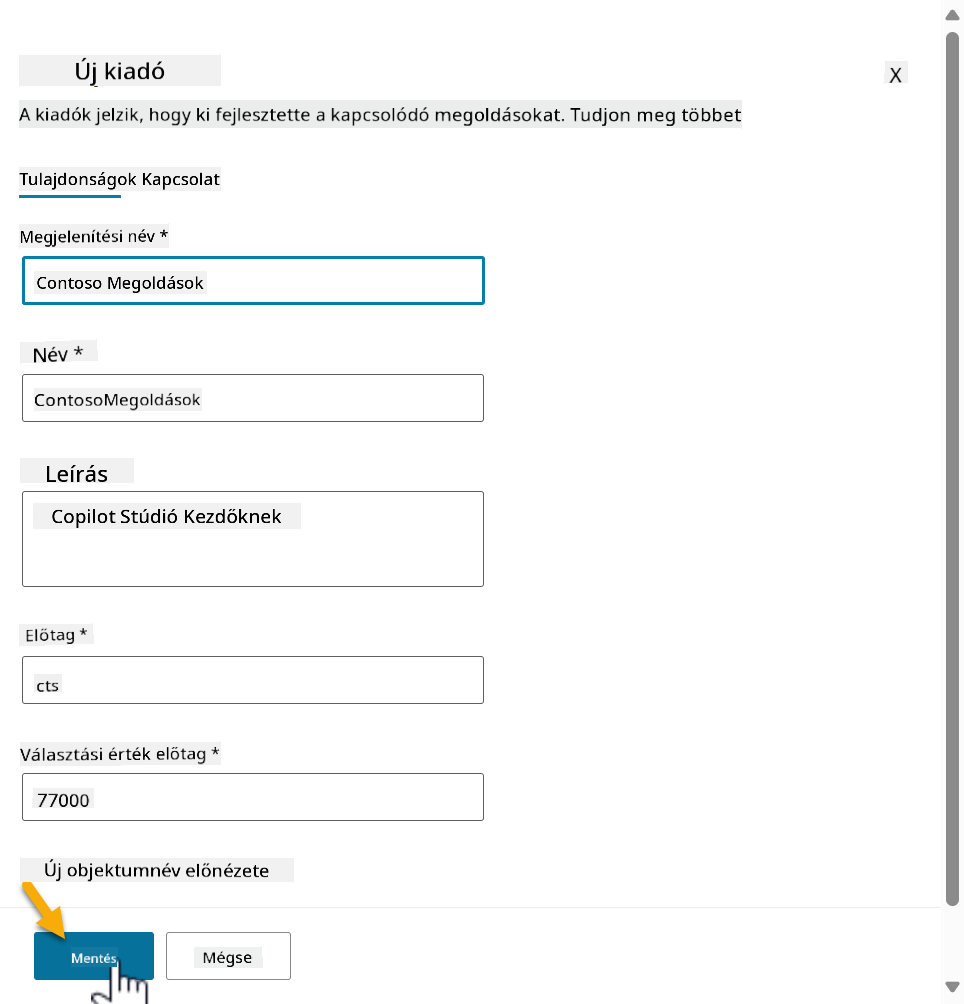 Új kiadó
X
A kiadók jelzik, hogy ki fejlesztette a kapcsolódó megoldásokat. Tudjon meg többet
Tulajdonságok Kapcsolat
Megjelenítési név *
Contoso Megoldások
Név *
ContosoMegoldások
Leírás
Copilot Stúdió Kezdőknek
Előtag *
cts
Választási érték előtag *
77000
Új objektumnév előnézete
Mentés
Mégse